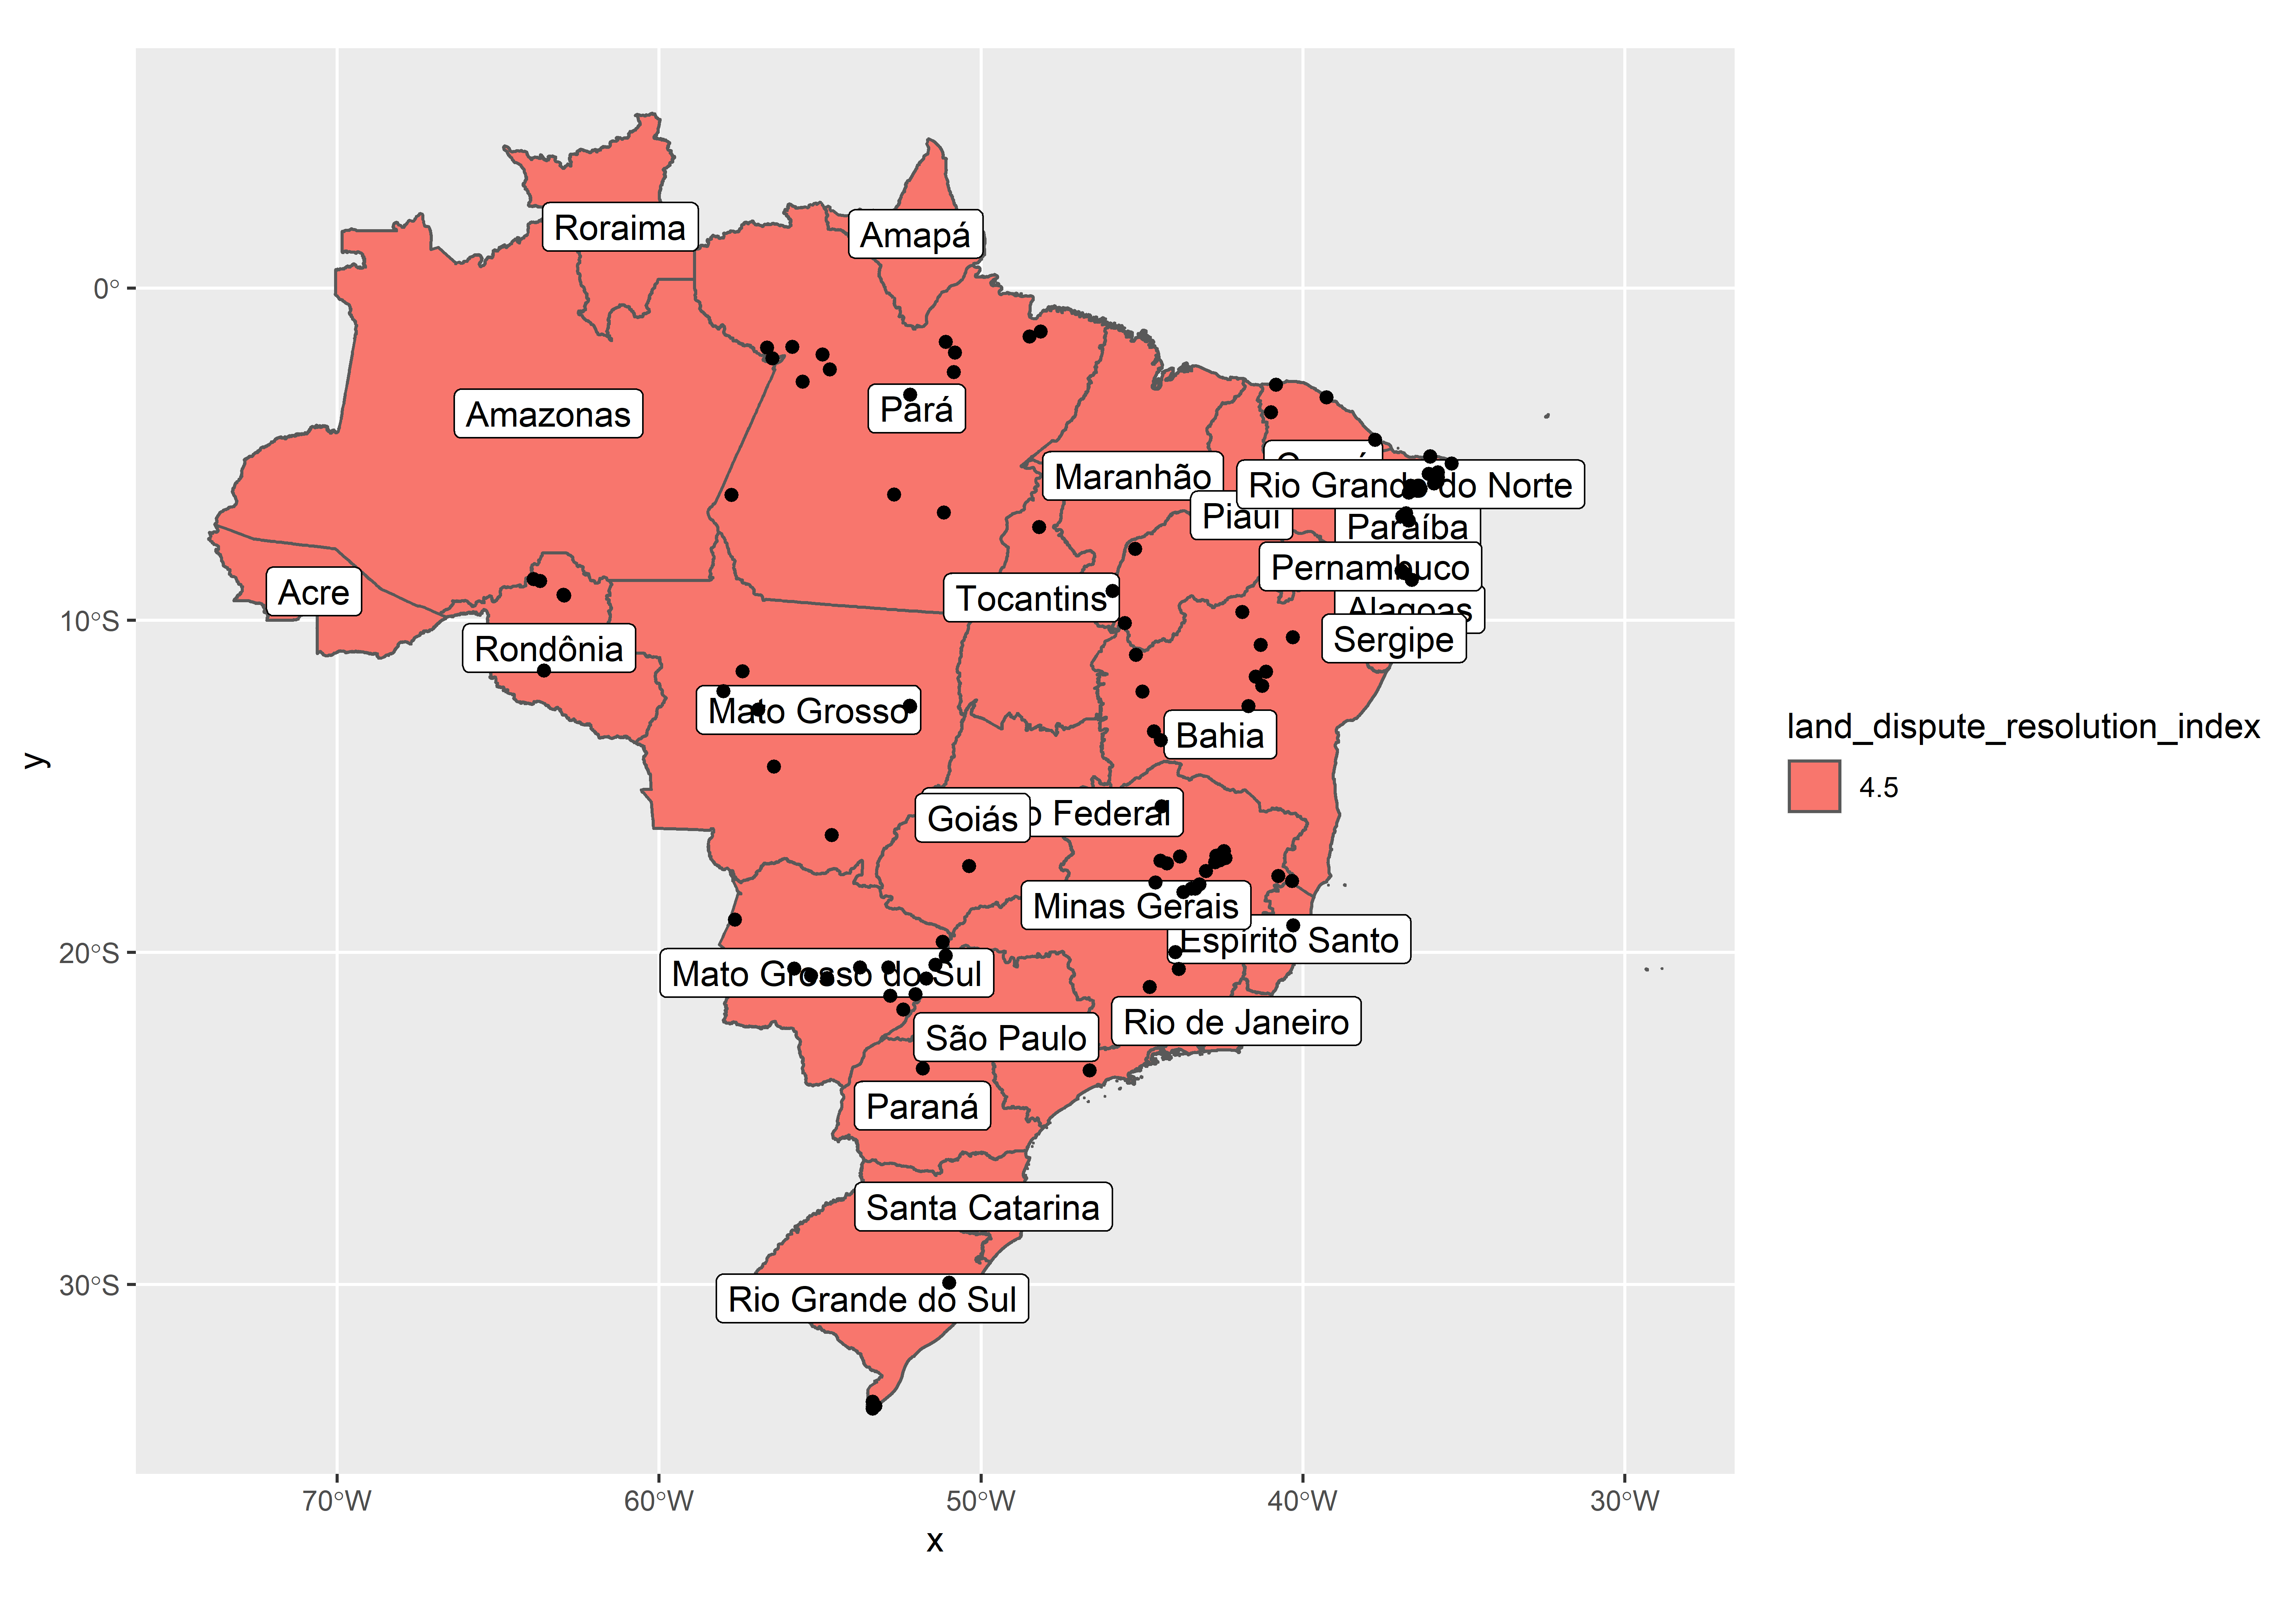 Roraima
Amapá
0°
Pará
Amazonas
Maranhão
Rio Grande do Norte
Piauí
Paraíba
Pernambuco
Acre
Tocantins
Alagoas
10°S
Sergipe
Rondônia
Mato Grosso
Bahia
land_dispute_resolution_index
4.5
y
Goiás
o Federal
Minas Gerais
Espírito Santo
20°S
Mato Grosso do Sul
Rio de Janeiro
São Paulo
Paraná
Santa Catarina
30°S
Rio Grande do Sul
70°W
60°W
50°W
40°W
30°W
x